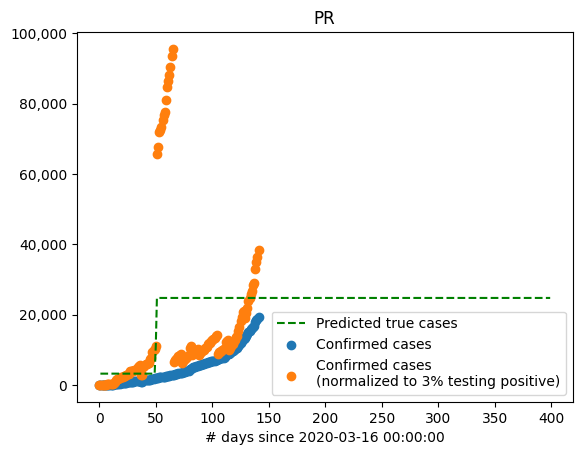 PR
100,000
80,000
60,000
40,000
20,000
0
Predicted true cases
Confirmed cases
Confirmed cases
(normalized to 3% testing positive)
0 50 100 150 200 250 300 350 400
# days since 2020-03-16 00:00:00